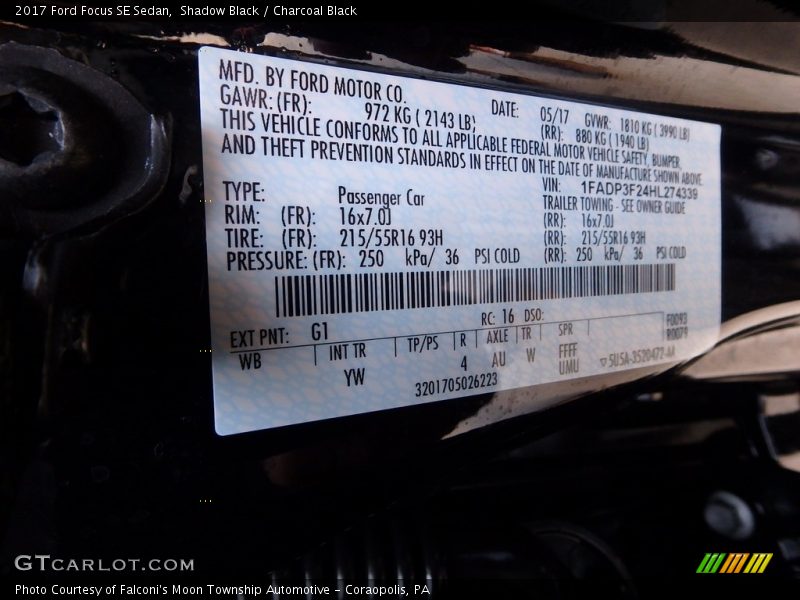 2017 Ford Focus SE Sedan, Shadow Black / Charcoal Black
MFD. BY FORD MOTOR CO.
DATE: 05/17 GVWR: 1810 KG ( 3990 LB)
GAWR: (FR): 972 KG ( 2143 LB) (RR): 880 KG ( 1940 LB)
THIS VEHICLE CONFORMS TO ALL APPLICABLE FEDERAL MOTOR VEHICLE SAFETY, BUMPER,
AND THEFT PREVENTION STANDARDS IN EFFECT ON THE DATE OF MANUFACTURE SHOWN ABOVE.
VIN: 1FADP3F24HL274339
TYPE: Passenger Car TRAILER TOWING - SEE OWNER GUIDE
RIM: (FR): 16x7.0J (RR): 16x7.0J
TIRE: (FR): 215/55R16 93H (RR): 215/55R16 93H
PRESSURE: (FR): 250 kPa/ 36 PSI COLD (RR): 250 kPa/ 36 PSI COLD
RC: 16 DSO: F0093
EXT PNT: G1 R0079
WB INT TR TP/PS R AXLE TR SPR
YW 4 AU W FFFF
UMU
3201705026223 ▽5U5A-3520472-AA
GTCARLOT.COM
Photo Courtesy of Falconi's Moon Township Automotive – Coraopolis, PA